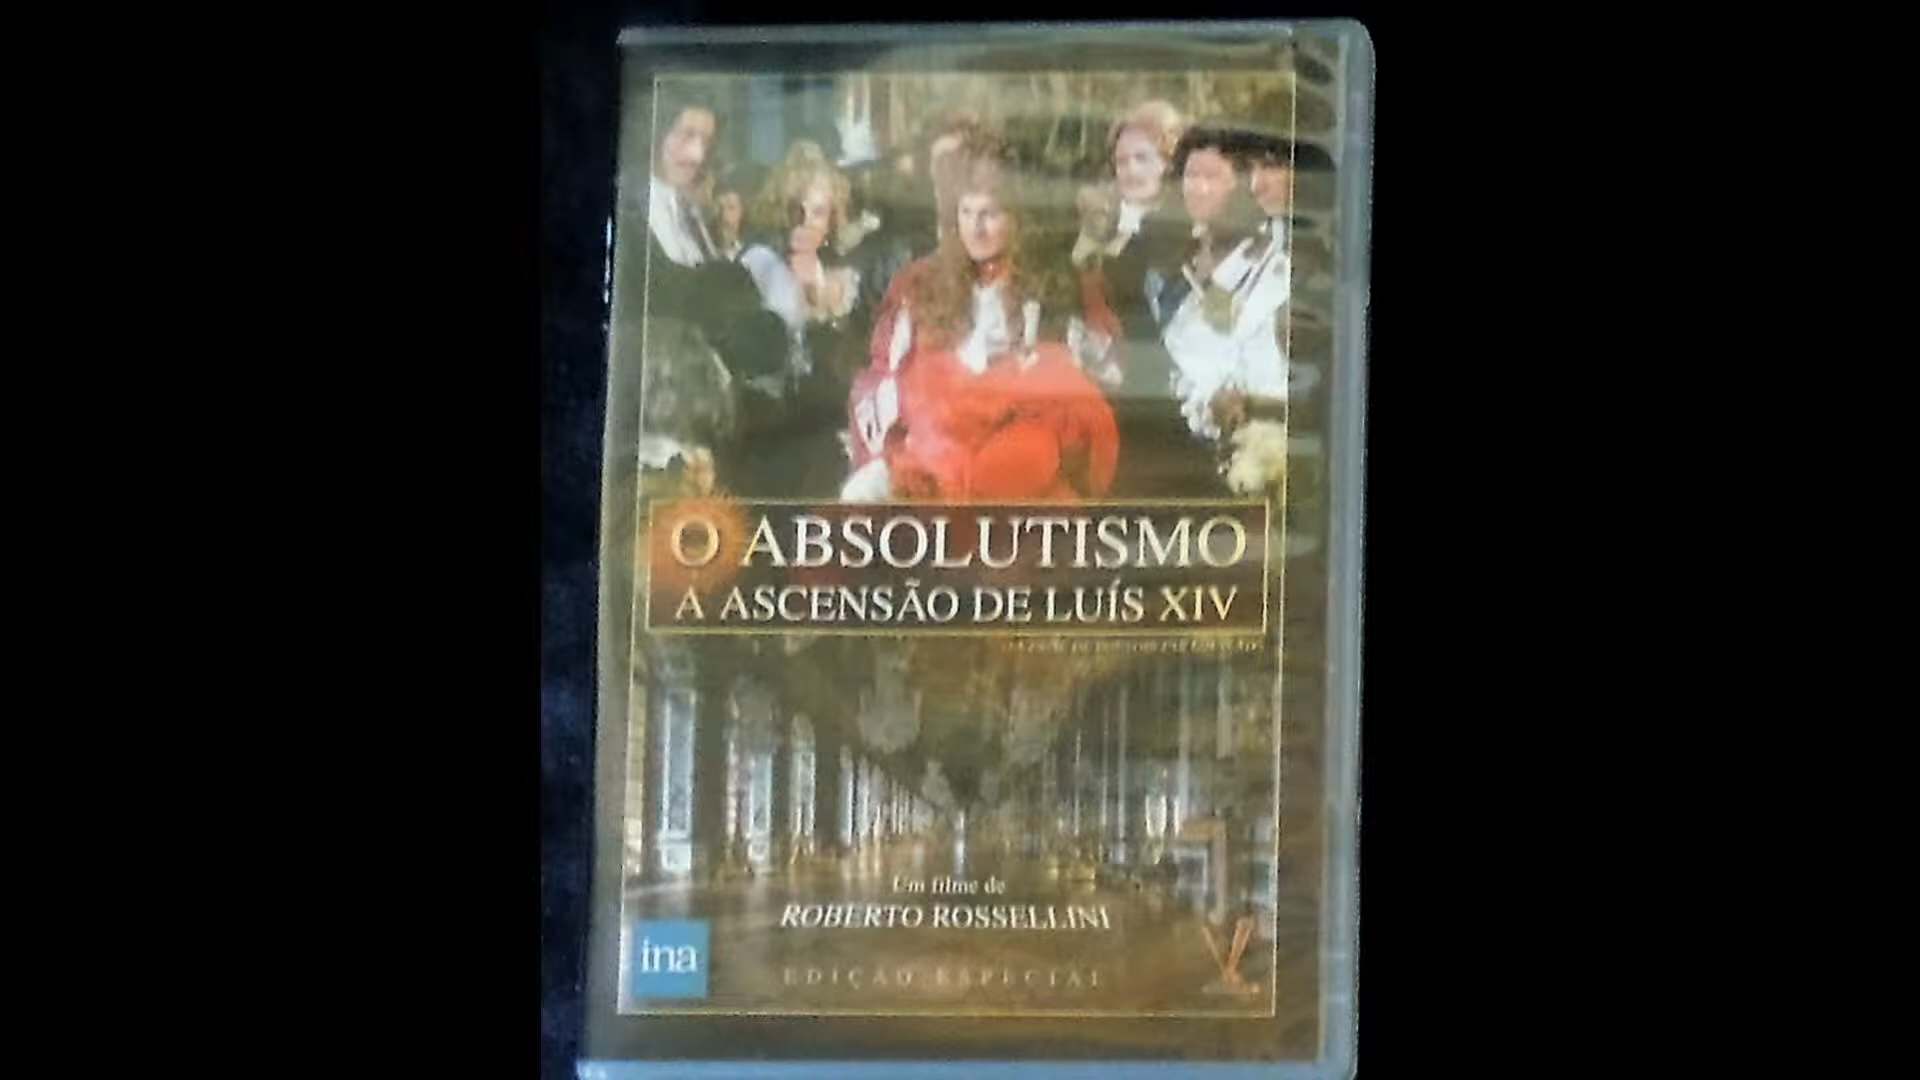 O ABSOLUTISMO
A ASCENSÃO DE LUÍS XIV
Um filme de
ROBERTO ROSSELLINI
ina
EDIÇÃO ESPECIAL